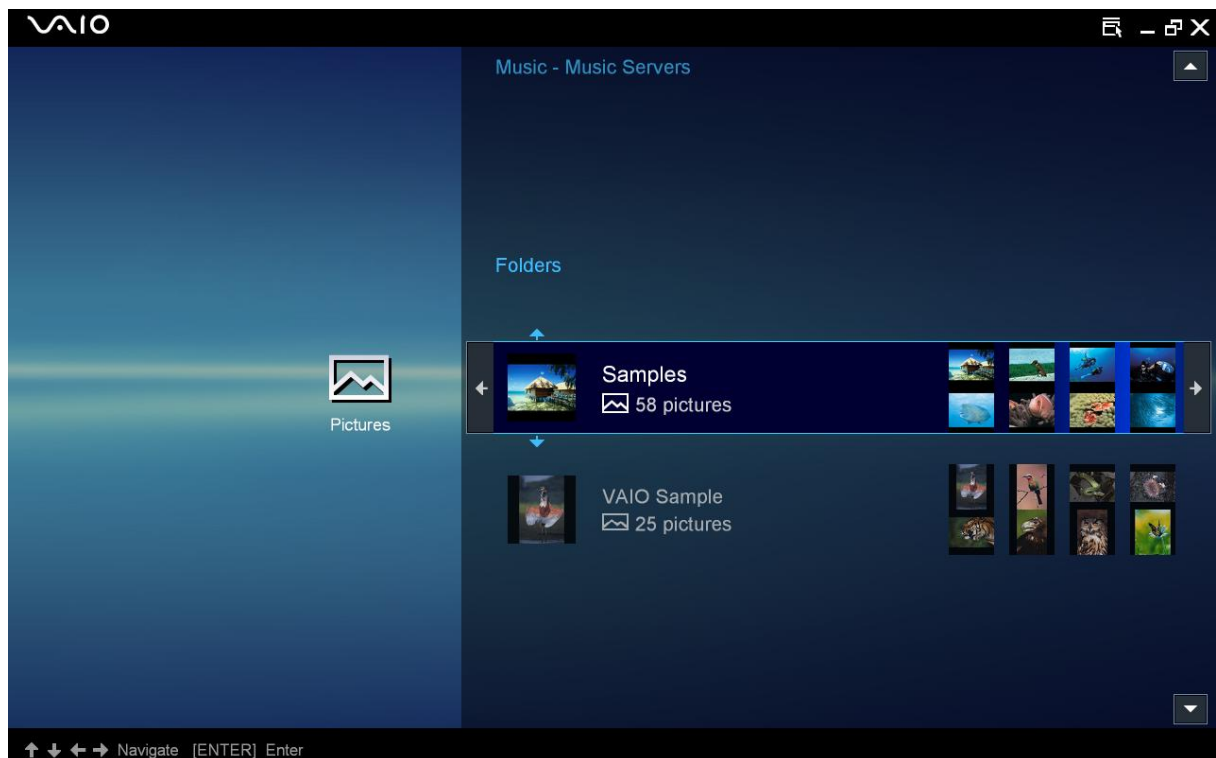 VAIO
Music - Music Servers
Folders
Samples
58 pictures
Pictures
VAIO Sample
25 pictures
Navigate [ENTER] Enter